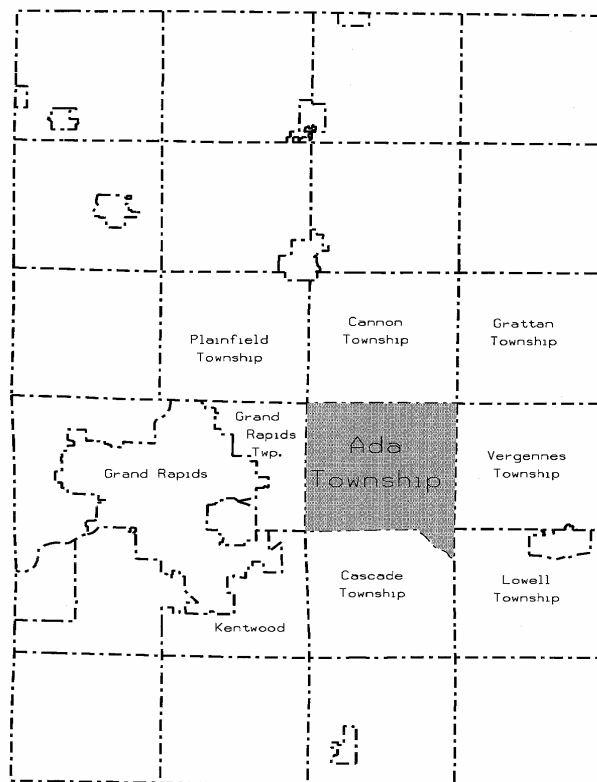 Cannon
Township
Grattan
Township
Plainfield
Township
Grand
Rapids
Twp.
Ada
Township
Vergennes
Township
Grand Rapids
Cascade
Township
Lowell
Township
Kentwood